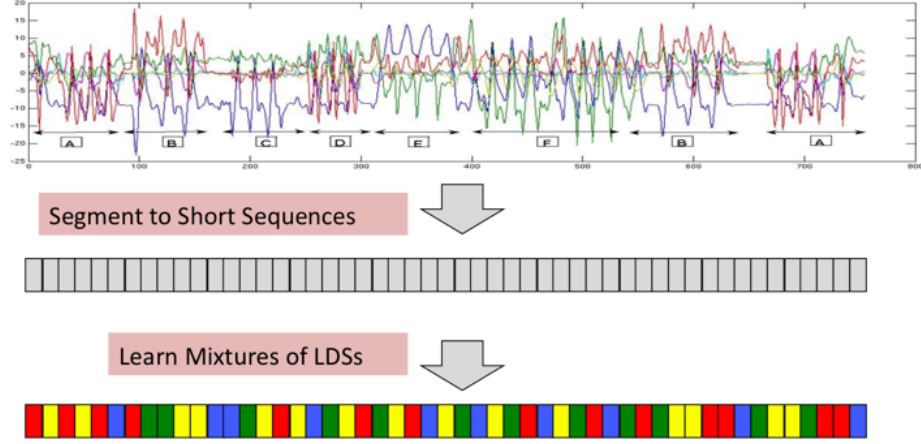 20
15
10
5
0
-5
-10
-15
-20
-25
A B C D E F B A
0 100 200 300 400 500 600 700 800
Segment to Short Sequences
Learn Mixtures of LDSs